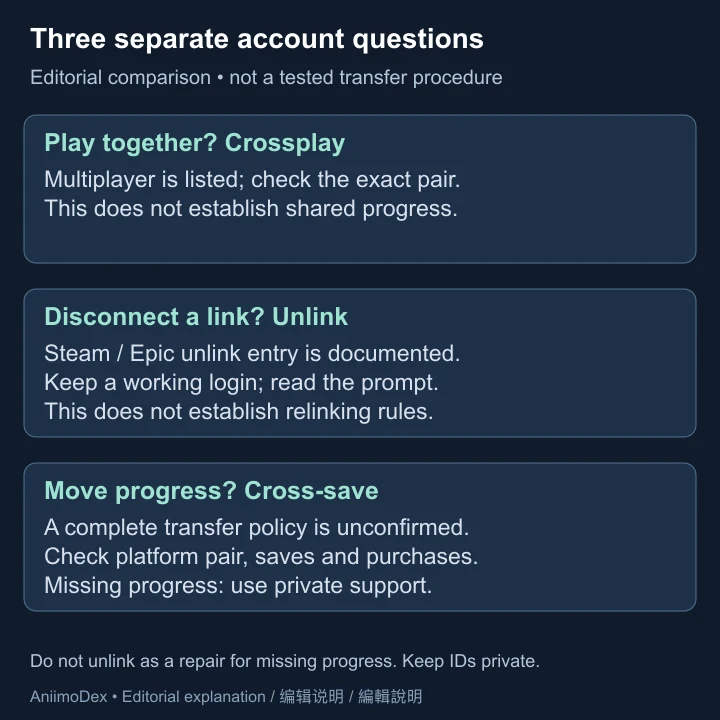 Three separate account questions
Editorial comparison • not a tested transfer procedure
Play together? Crossplay
Multiplayer is listed; check the exact pair.
This does not establish shared progress.
Disconnect a link? Unlink
Steam / Epic unlink entry is documented.
Keep a working login; read the prompt.
This does not establish relinking rules.
Move progress? Cross-save
A complete transfer policy is unconfirmed.
Check platform pair, saves and purchases.
Missing progress: use private support.
Do not unlink as a repair for missing progress. Keep IDs private.
AniimoDex • Editorial explanation / 编辑说明 / 編輯說明